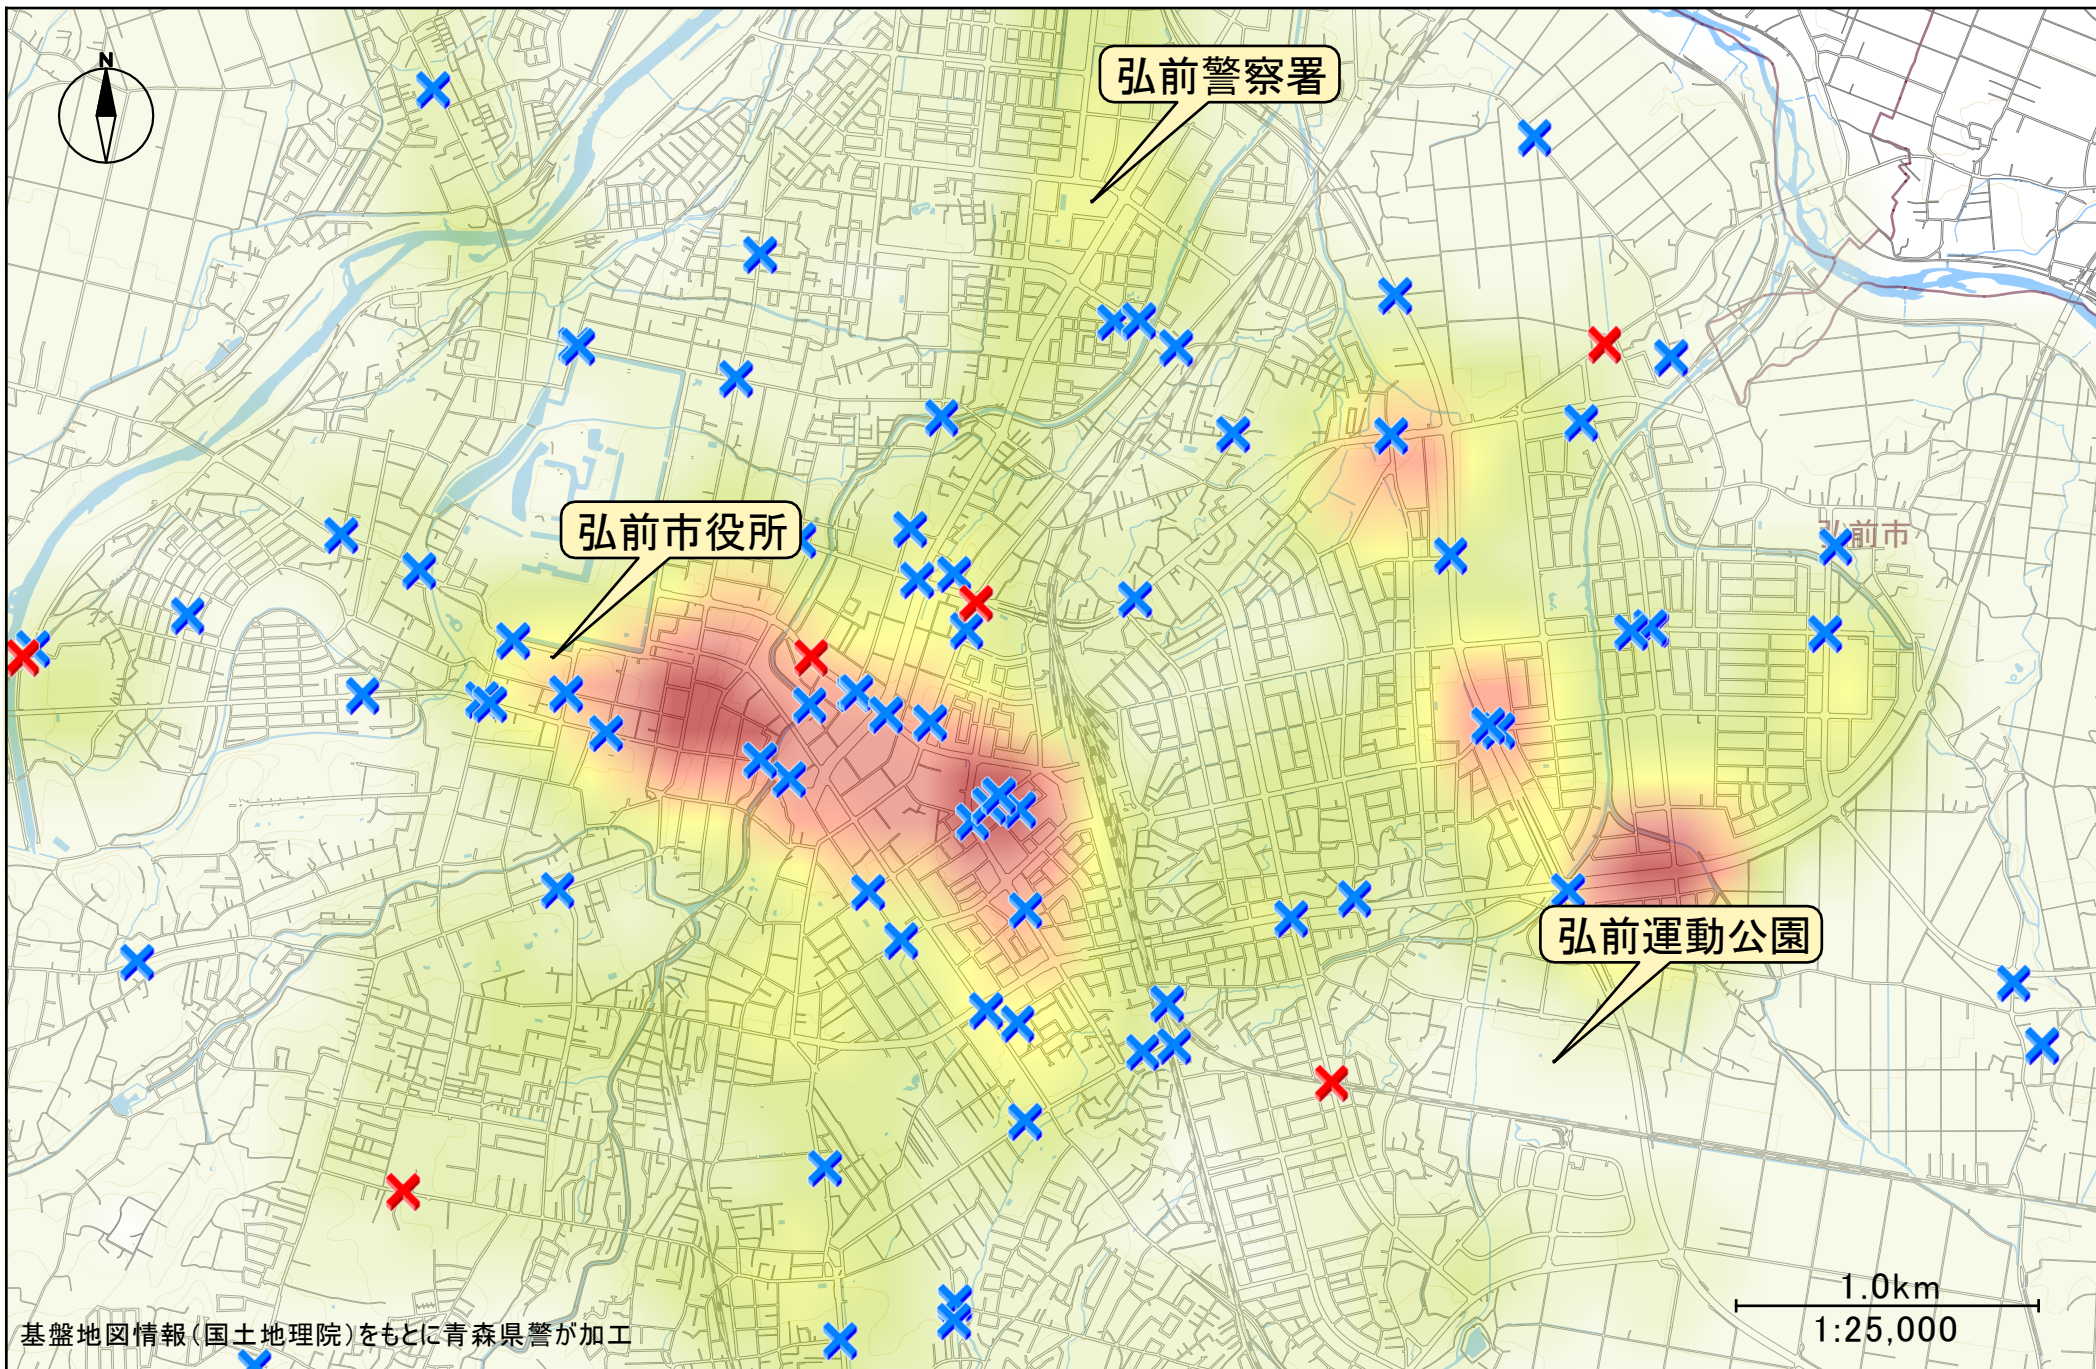 N
弘前警察署
弘前市役所
弘前市
弘前運動公園
1.0km
1:25,000
基盤地図情報(国土地理院)をもとに青森県警が加工